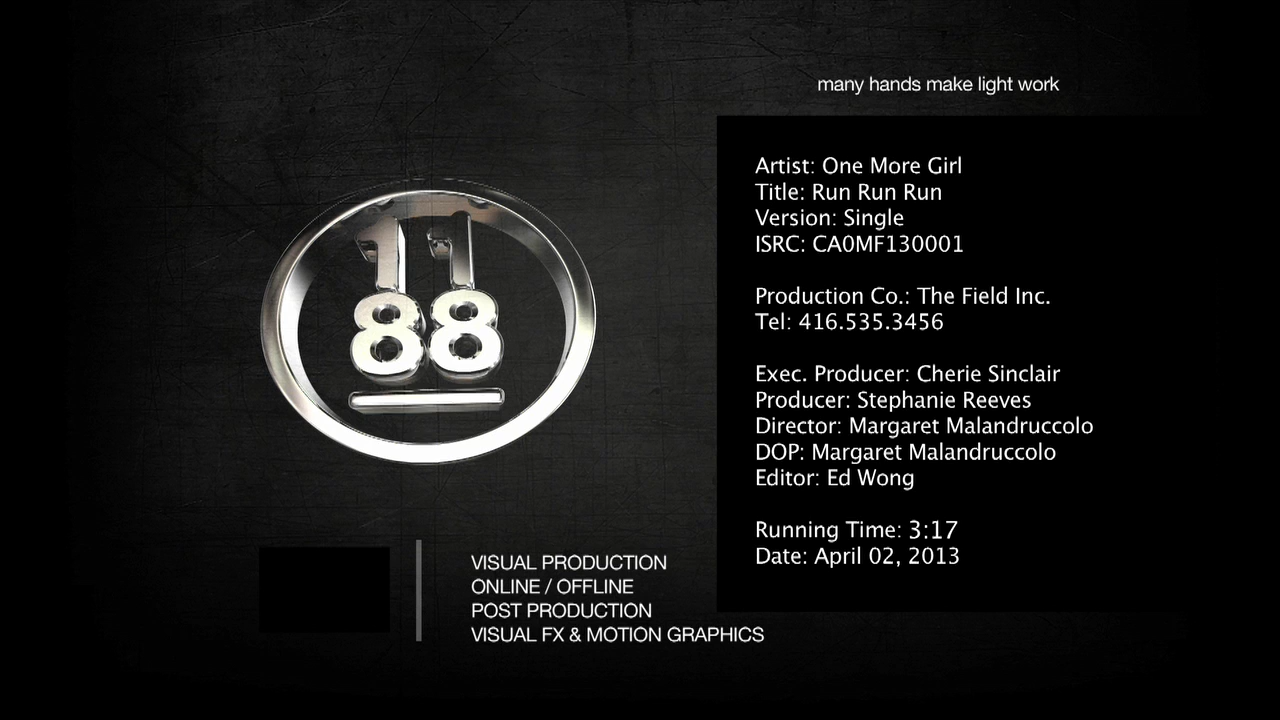 many hands make light work
Artist: One More Girl
Title: Run Run Run
Version: Single
ISRC: CA0MF130001
Production Co.: The Field Inc.
Tel: 416.535.3456
Exec. Producer: Cherie Sinclair
Producer: Stephanie Reeves
Director: Margaret Malandruccolo
DOP: Margaret Malandruccolo
Editor: Ed Wong
Running Time: 3:17
Date: April 02, 2013
11
88
VISUAL PRODUCTION
ONLINE / OFFLINE
POST PRODUCTION
VISUAL FX & MOTION GRAPHICS